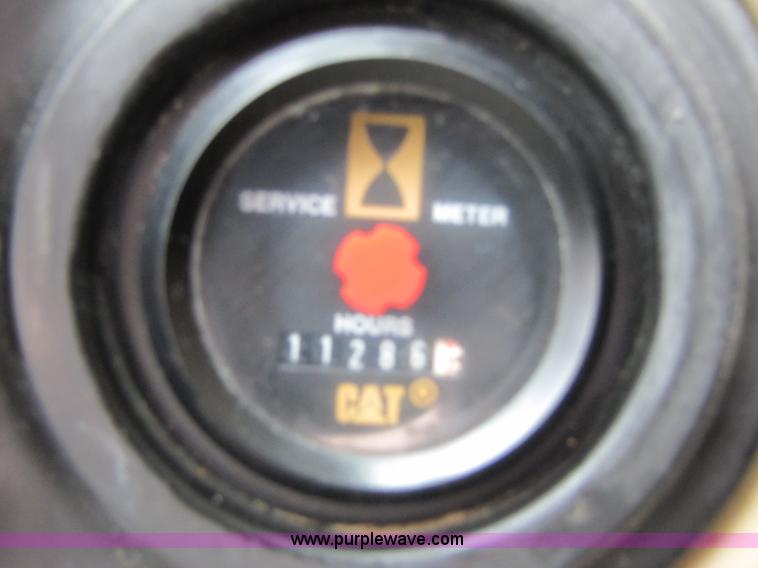 SERVICE METER
HOURS
11286
CAT ®
www.purplewave.com